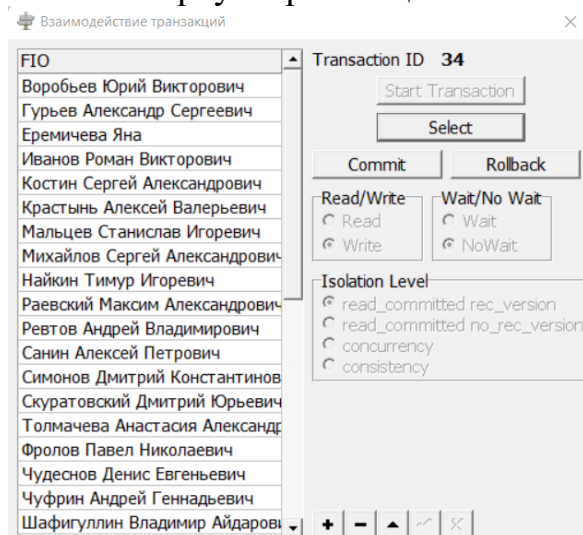 Взаимодействие транзакций
FIO
Воробьев Юрий Викторович
Гурьев Александр Сергеевич
Еремичева Яна
Иванов Роман Викторович
Костин Сергей Александрович
Крастынь Алексей Валерьевич
Мальцев Станислав Игоревич
Михайлов Сергей Александрович
Найкин Тимур Игоревич
Раевский Максим Александрович
Ревтов Андрей Владимирович
Санин Алексей Петрович
Симонов Дмитрий Константинов
Скуратовский Дмитрий Юрьевич
Толмачева Анастасия Александр
Фролов Павел Николаевич
Чудеснов Денис Евгеньевич
Чуфрин Андрей Геннадьевич
Шафигуллин Владимир Айдарови
Transaction ID 34
Start Transaction
Select
Commit Rollback
Read/Write Wait/No Wait
Read Wait
Write NoWait
Isolation Level
read_committed rec_version
read_committed no_rec_version
concurrency
consistency